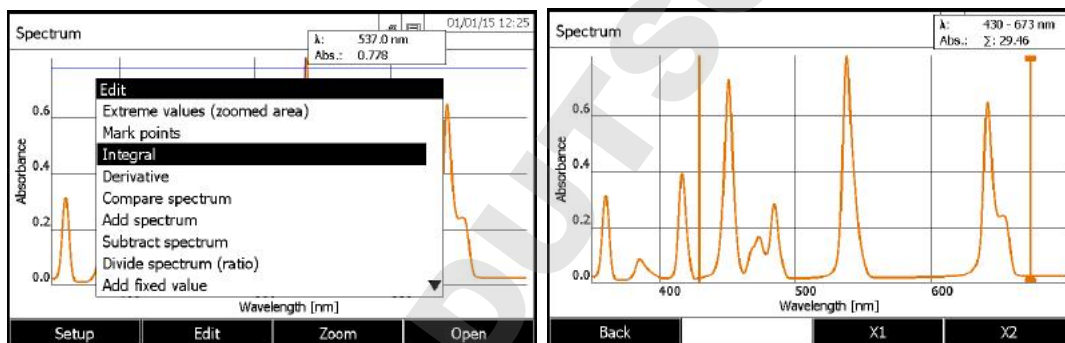 Spectrum
01/01/15 12:25
λ: 537.0 nm
Abs.: 0.778
Edit
Extreme values (zoomed area)
Mark points
Integral
Derivative
Compare spectrum
Add spectrum
Subtract spectrum
Divide spectrum (ratio)
Add fixed value
0.6
0.4
0.2
0.0
Absorbance
Wavelength [nm]
Setup Edit Zoom Open
Spectrum
λ: 430 - 673 nm
Abs.: Σ: 29.46
0.6
0.4
0.2
0.0
Absorbance
400 500 600
Wavelength [nm]
Back X1 X2